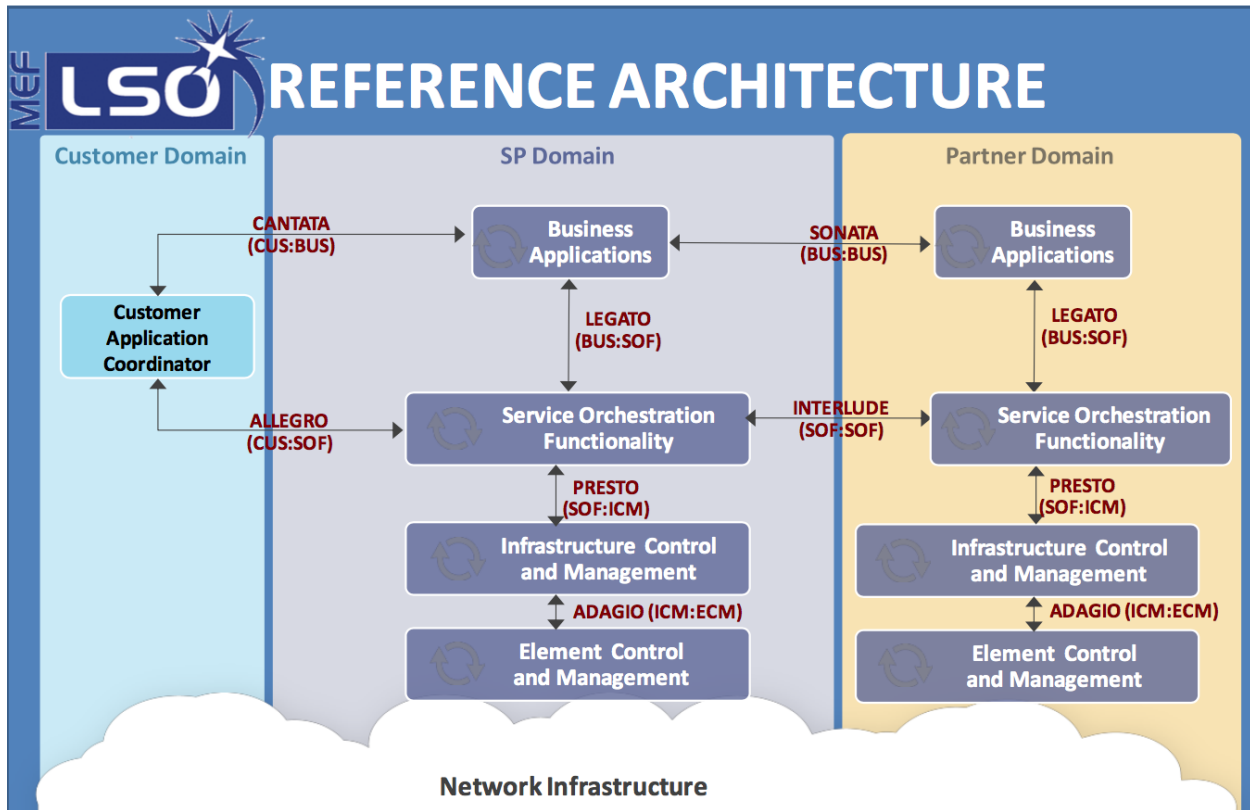 MEF
LSO
REFERENCE ARCHITECTURE
Customer Domain
SP Domain
Partner Domain
CANTATA
(CUS:BUS)
Business
Applications
SONATA
(BUS:BUS)
Business
Applications
Customer
Application
Coordinator
LEGATO
(BUS:SOF)
LEGATO
(BUS:SOF)
ALLEGRO
(CUS:SOF)
Service Orchestration
Functionality
INTERLUDE
(SOF:SOF)
Service Orchestration
Functionality
PRESTO
(SOF:ICM)
PRESTO
(SOF:ICM)
Infrastructure Control
and Management
Infrastructure Control
and Management
ADAGIO (ICM:ECM)
ADAGIO (ICM:ECM)
Element Control
and Management
Element Control
and Management
Network Infrastructure